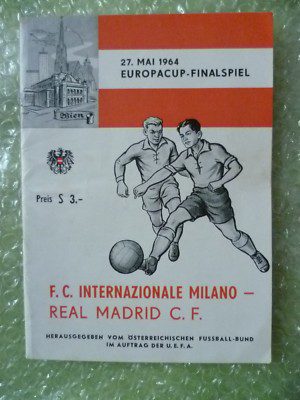 27. MAI 1964
EUROPACUP-FINALSPIEL
Wien
Preis S 3.-
F. C. INTERNAZIONALE MILANO —
REAL MADRID C. F.
HERAUSGEGEBEN VOM ÖSTERREICHISCHEN FUSSBALL-BUND
IM AUFTRAG DER U. E. F. A.